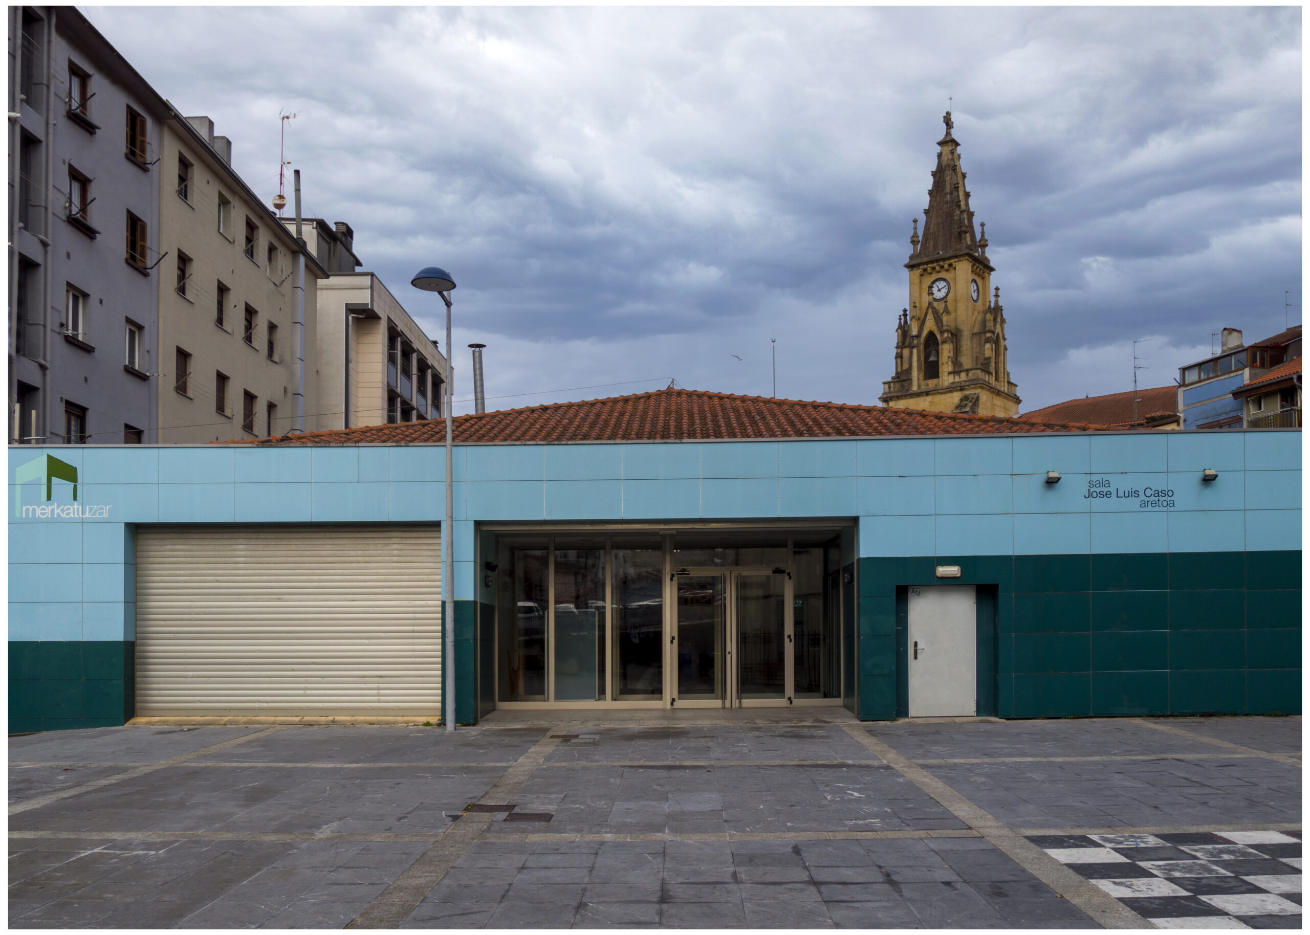 merkatuzar
sala
Jose Luis Caso
aretoa